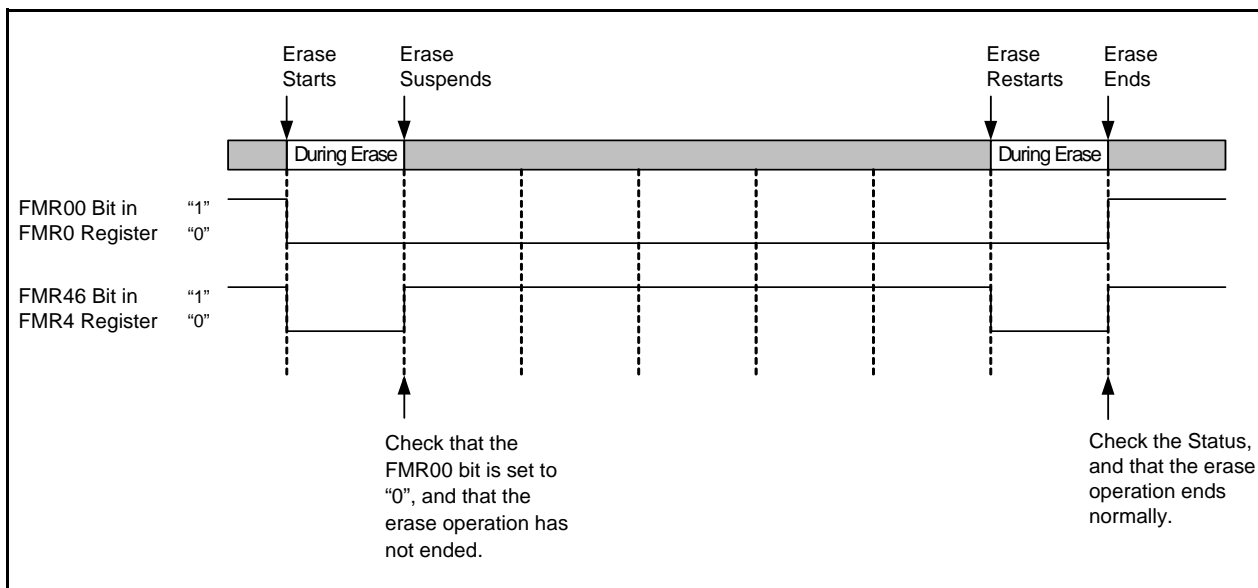 Erase
Starts
Erase
Suspends
Erase
Restarts
Erase
Ends
During Erase
During Erase
FMR00 Bit in “1”
FMR0 Register “0”
FMR46 Bit in “1”
FMR4 Register “0”
Check that the
FMR00 bit is set to
“0”, and that the
erase operation has
not ended.
Check the Status,
and that the erase
operation ends
normally.